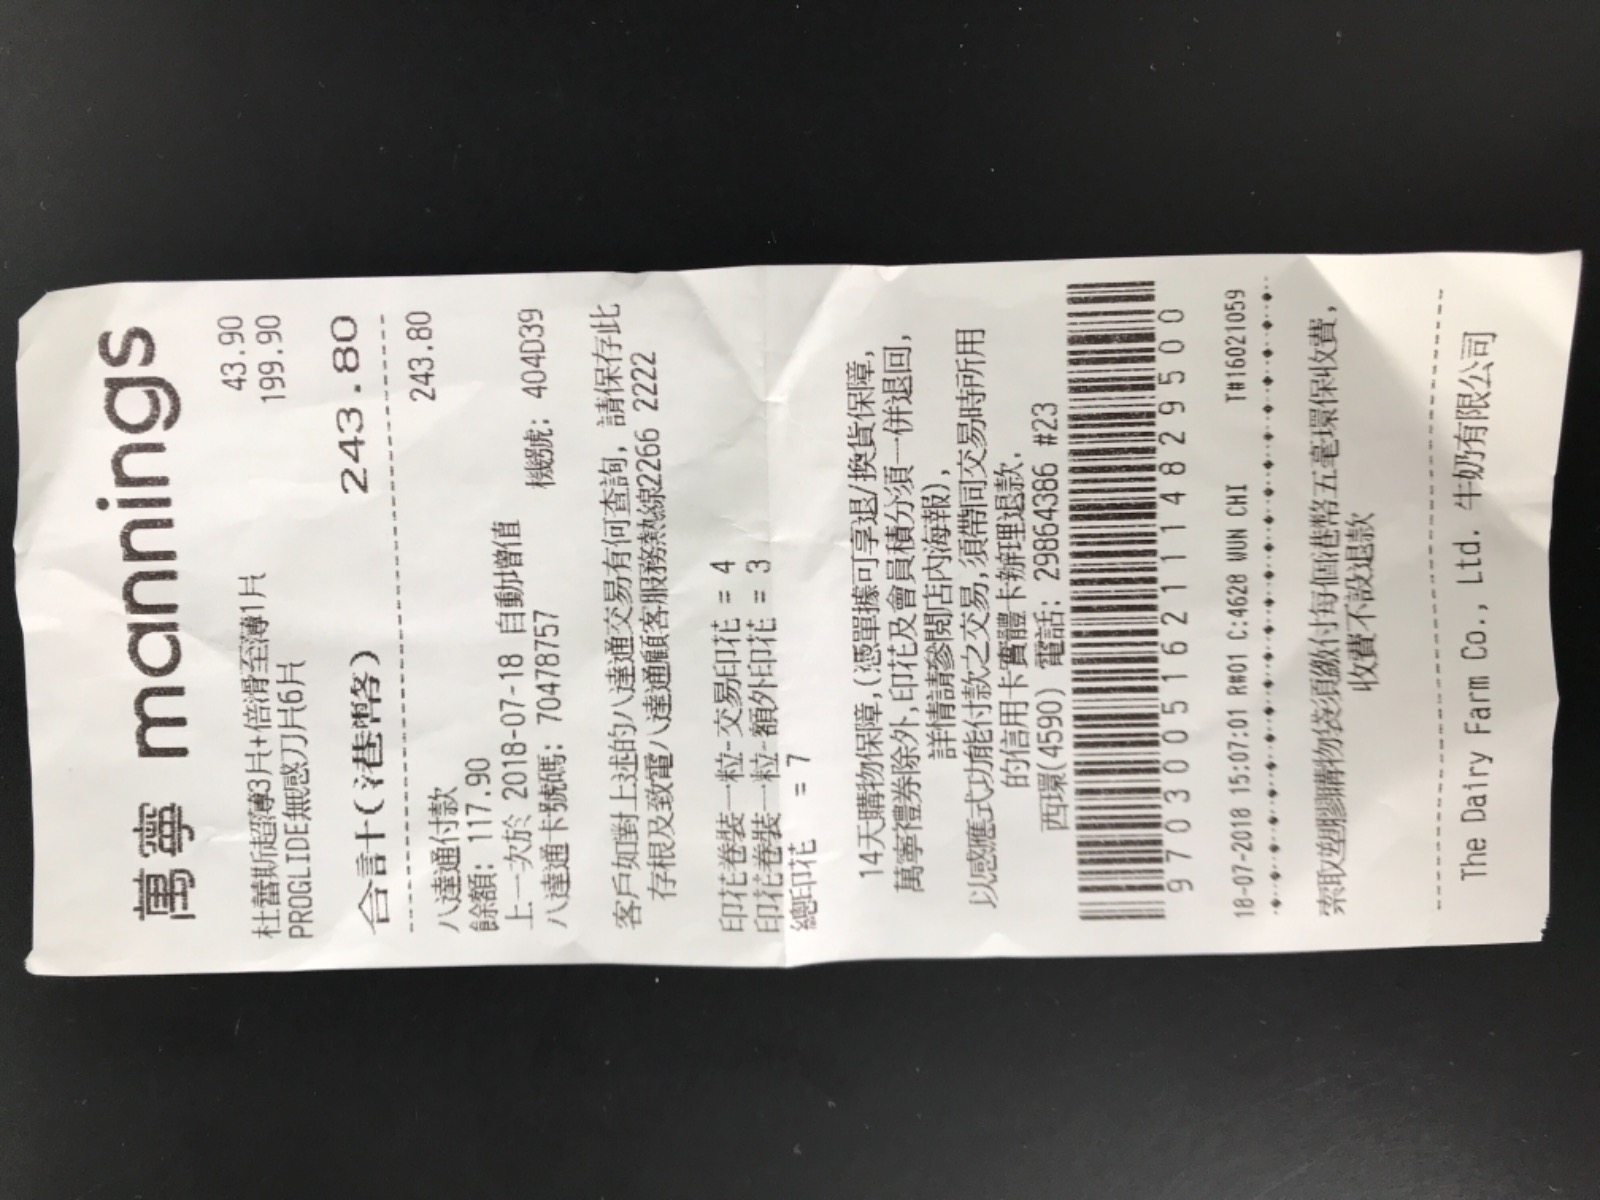 萬寧 mannings
杜蕾斯超薄3片+倍滑至薄1片 43.90
PROGLIDE無感刀片6片 199.90
合計(港幣) 243.80
八達通付款 243.80
餘額: 117.90
上一次於 2018-07-18 自動增值
八達通卡號碼: 70478757 機號: 404D39
客戶如對上述的八達通交易有何查詢, 請保存此
存根及致電八達通顧客服務熱線2266 2222
印花卷裝一粒-交易印花 = 4
印花卷裝一粒-額外印花 = 3
總印花 = 7
14天購物保障,(憑單據可享退/換貨保障,
萬寧禮券除外,印花及會員積分須一併退回,
詳情請參閱店內海報),
以感應式功能付款之交易,須帶同交易時所用
的信用卡實體卡辦理退款.
西環(4590) 電話: 29864386 #23
97030051621114829500
18-07-2018 15:07:01 R#01 C:4628 WUN CHI T#16021059
索取塑膠購物袋須繳付每個港幣五毫環保收費,
收費不設退款
The Dairy Farm Co., Ltd. 牛奶有限公司